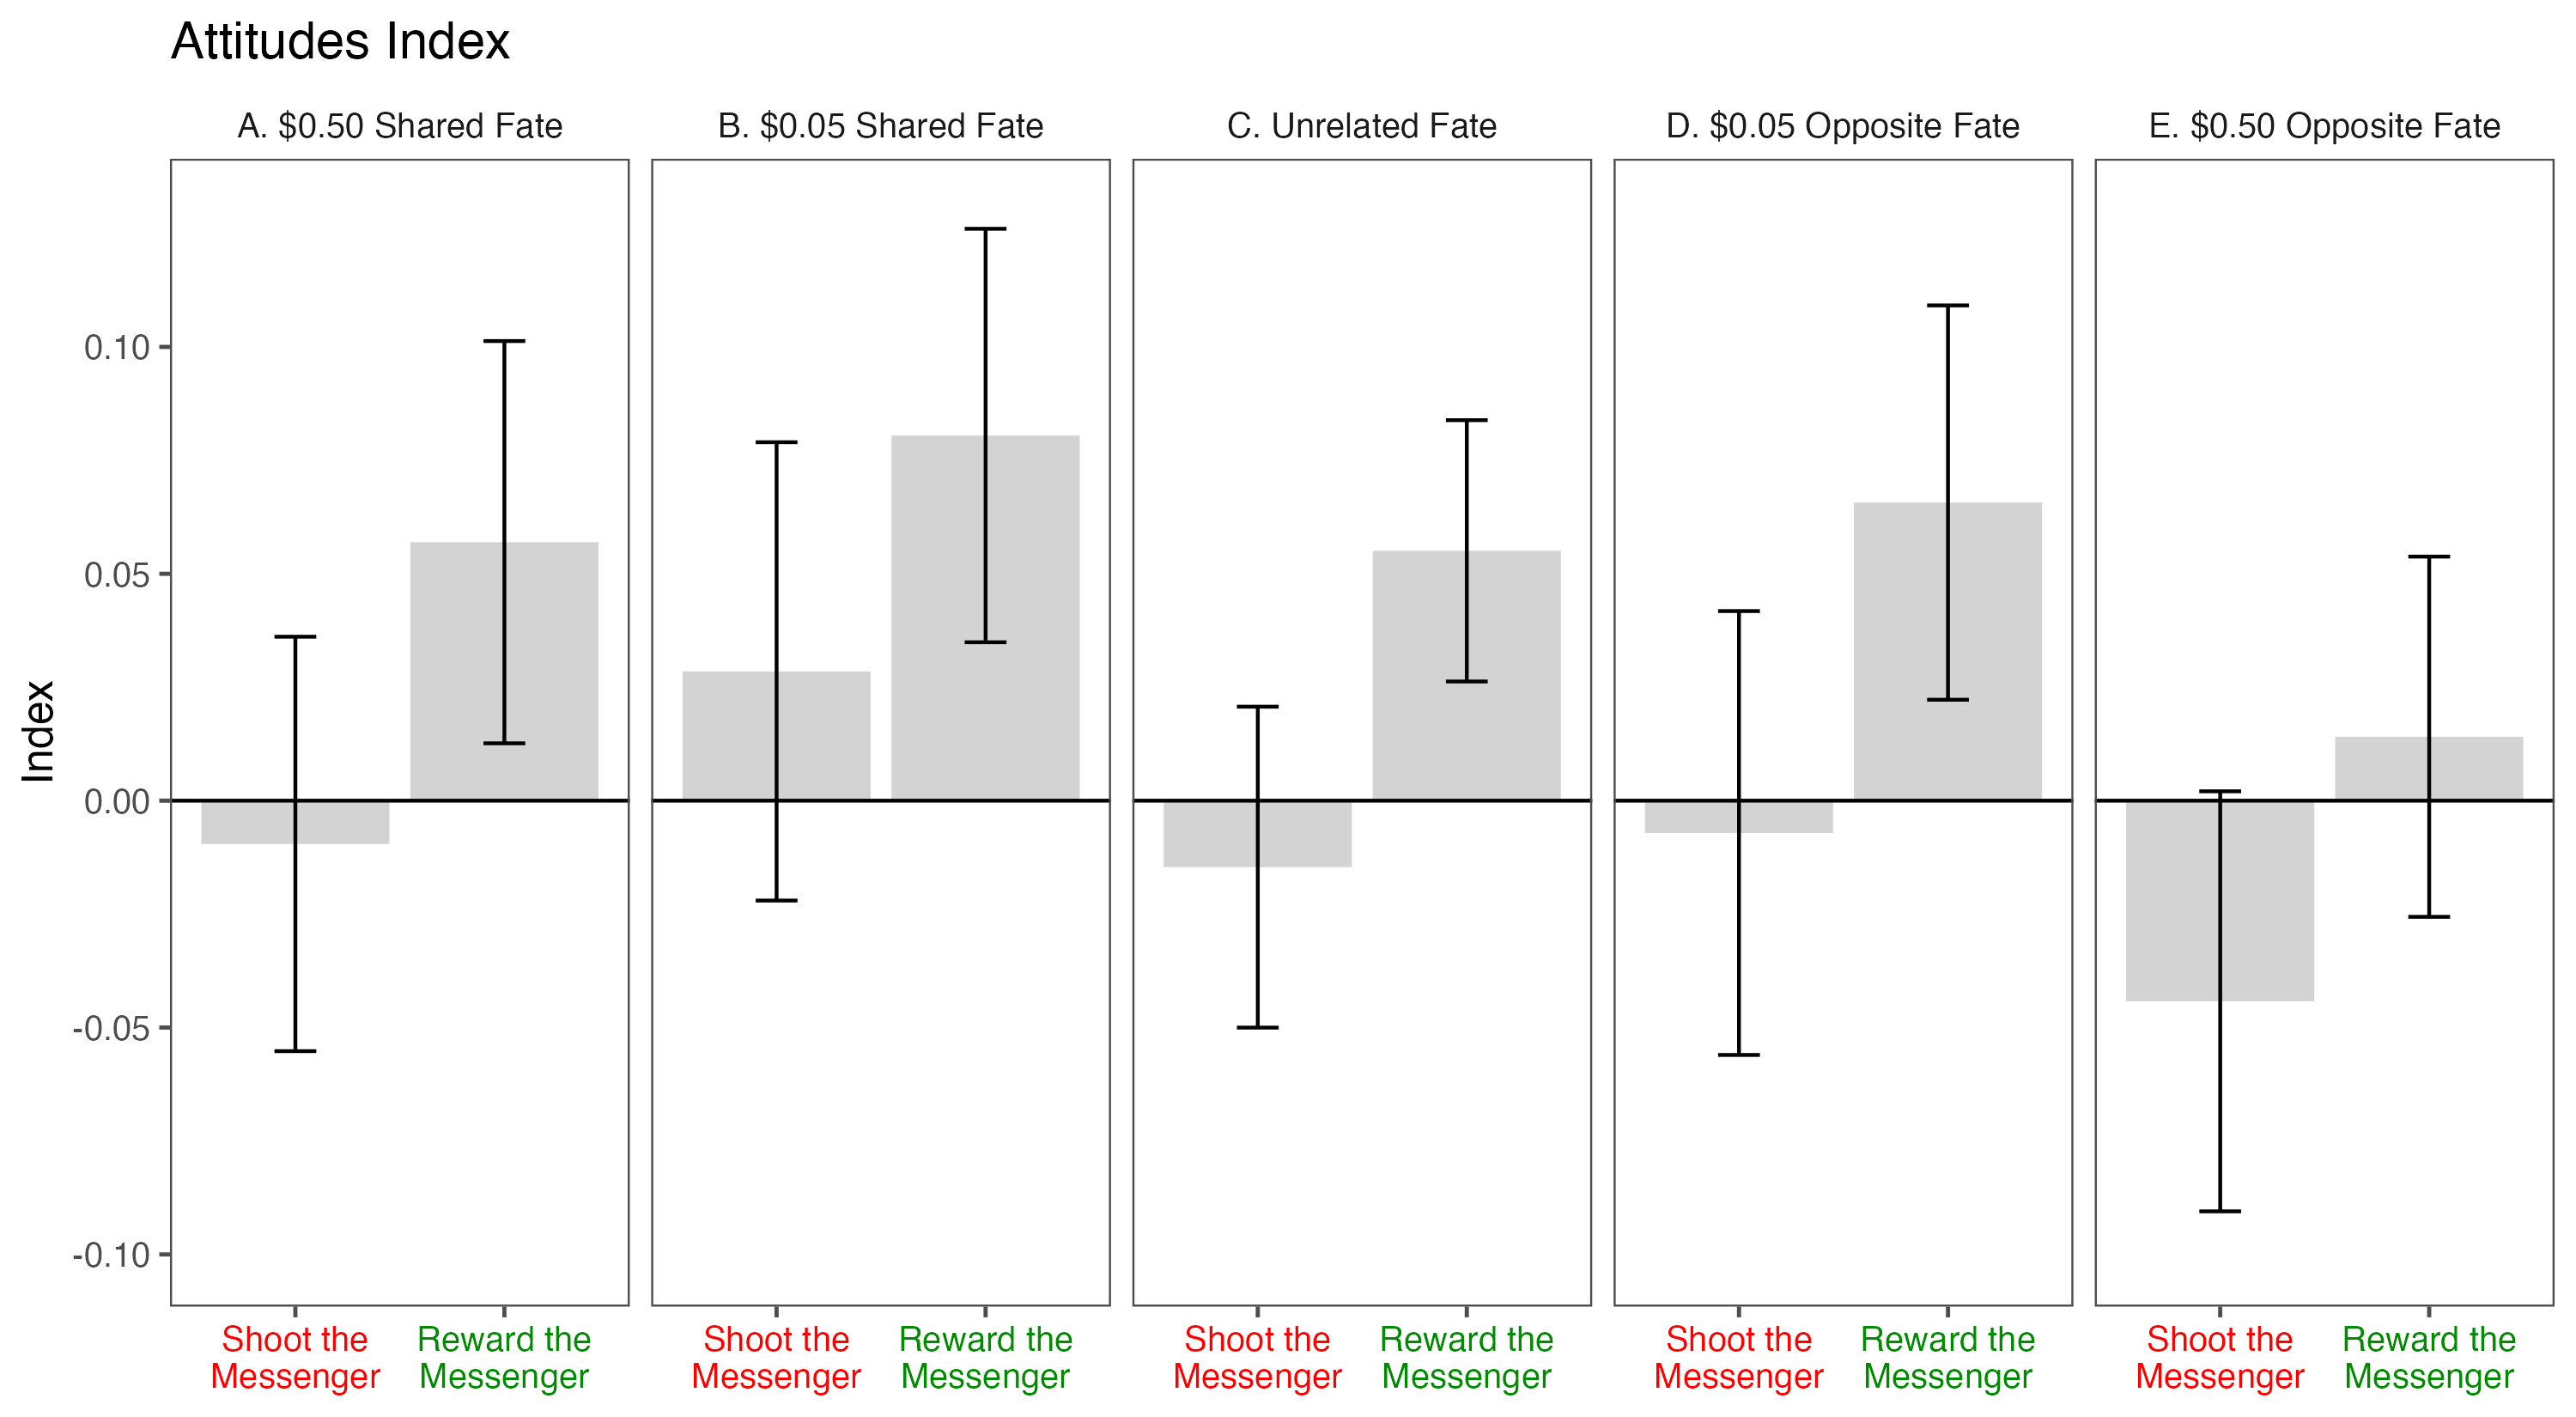 Attitudes Index
A. $0.50 Shared Fate
B. $0.05 Shared Fate
C. Unrelated Fate
D. $0.05 Opposite Fate
E. $0.50 Opposite Fate
Index
0.10
0.05
0.00
-0.05
-0.10
Shoot the
Messenger
Reward the
Messenger
Shoot the
Messenger
Reward the
Messenger
Shoot the
Messenger
Reward the
Messenger
Shoot the
Messenger
Reward the
Messenger
Shoot the
Messenger
Reward the
Messenger